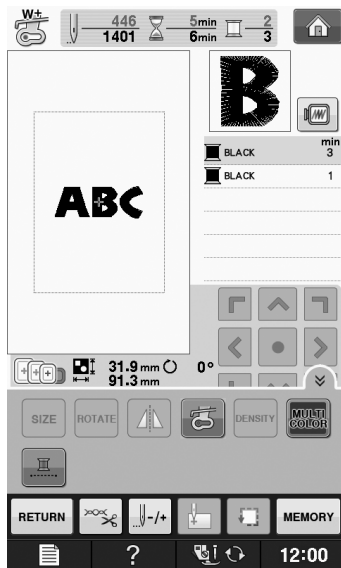 W±
446 5min 2
1401 6min 3
B
min
BLACK 3
BLACK 1
ABC
31.9 mm 0°
91.3 mm
SIZE ROTATE DENSITY MULTI COLOR
RETURN -/+ MEMORY
? 12:00